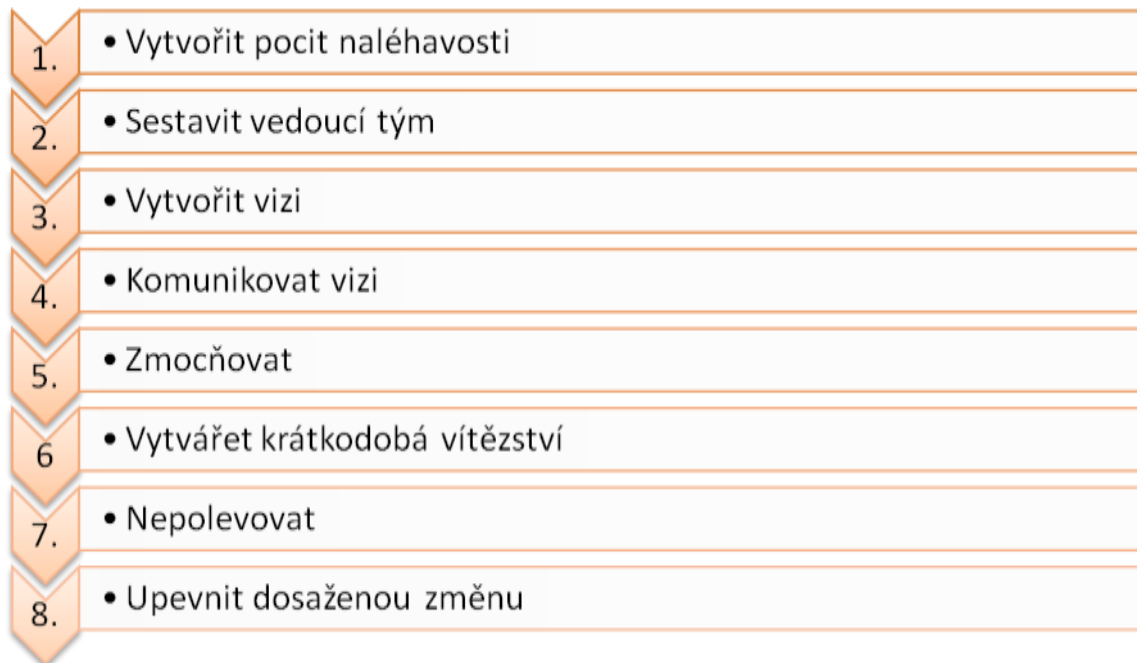 1. • Vytvořit pocit naléhavosti
2. • Sestavit vedoucí tým
3. • Vytvořit vizi
4. • Komunikovat vizi
5. • Zmocňovat
6 • Vytvářet krátkodobá vítězství
7. • Nepolevovat
8. • Upevnit dosaženou změnu